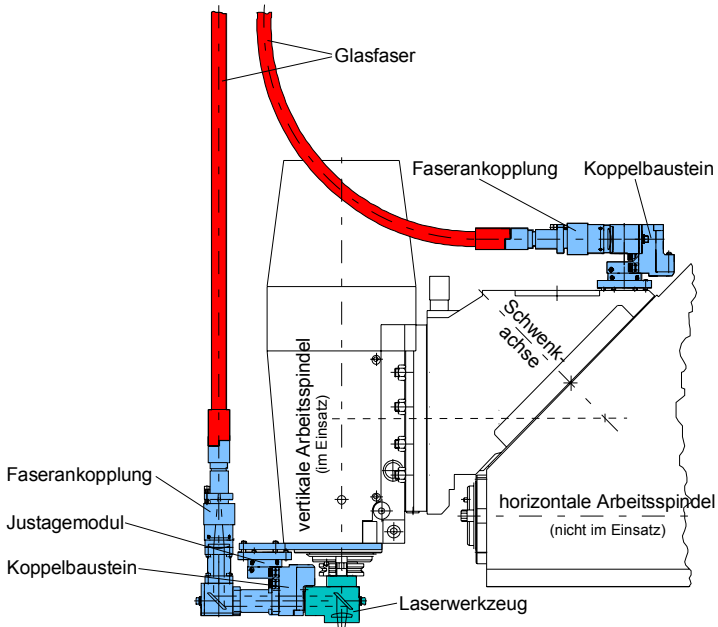 Glasfaser
Faserankopplung
Koppelbaustein
Schwenk-
achse
vertikale Arbeitsspindel
(im Einsatz)
Faserankopplung
Justagemodul
Koppelbaustein
horizontale Arbeitsspindel
(nicht im Einsatz)
Laserwerkzeug